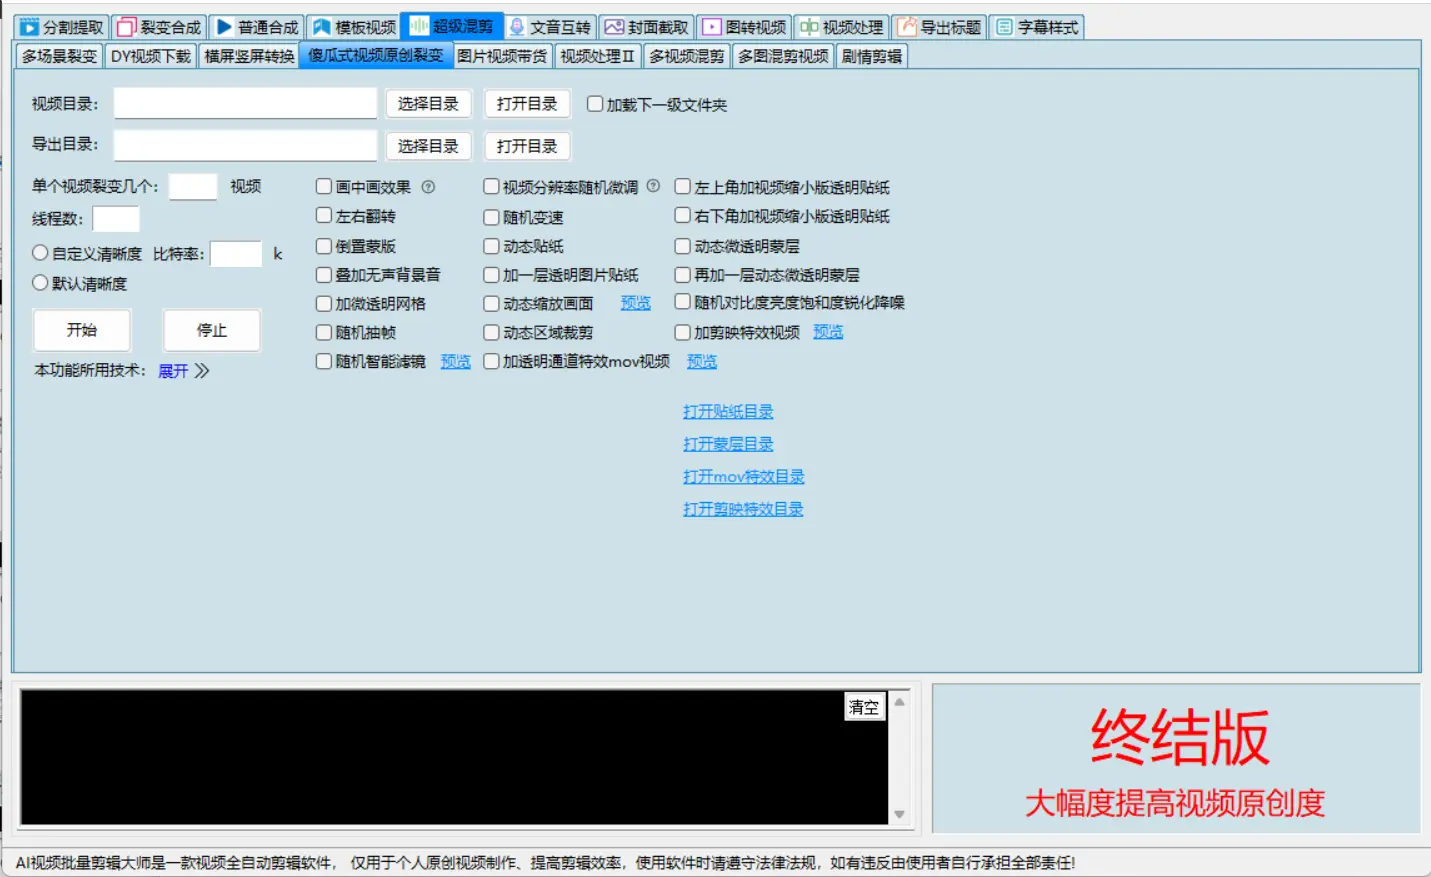 分割提取 裂变合成 普通合成 模板视频 超级混剪 文音互转 封面截取 图转视频 视频处理 导出标题 字幕样式
多场景裂变 DY视频下载 横屏竖屏转换 傻瓜式视频原创裂变 图片视频带货 视频处理Ⅱ 多视频混剪 多图混剪视频 剧情剪辑
视频目录: 选择目录 打开目录 加载下一级文件夹
导出目录: 选择目录 打开目录
单个视频裂变几个: 视频 画中画效果 ? 视频分辨率随机微调 ? 左上角加视频缩小版透明贴纸
线程数: 左右翻转 随机变速 右下角加视频缩小版透明贴纸
自定义清晰度 比特率: k 倒置蒙版 动态贴纸 动态微透明蒙层
默认清晰度 叠加无声背景音 加一层透明图片贴纸 再加一层动态微透明蒙层
加微透明网格 动态缩放画面 预览 随机对比度亮度饱和度锐化降噪
开始 停止 随机抽帧 动态区域裁剪 加剪映特效视频 预览
随机智能滤镜 预览 加透明通道特效mov视频 预览
本功能所用技术: 展开
打开贴纸目录
打开蒙层目录
打开mov特效目录
打开剪映特效目录
清空
终结版
大幅度提高视频原创度
AI视频批量剪辑大师是一款视频全自动剪辑软件， 仅用于个人原创视频制作、提高剪辑效率，使用软件时请遵守法律法规，如有违反由使用者自行承担全部责任!